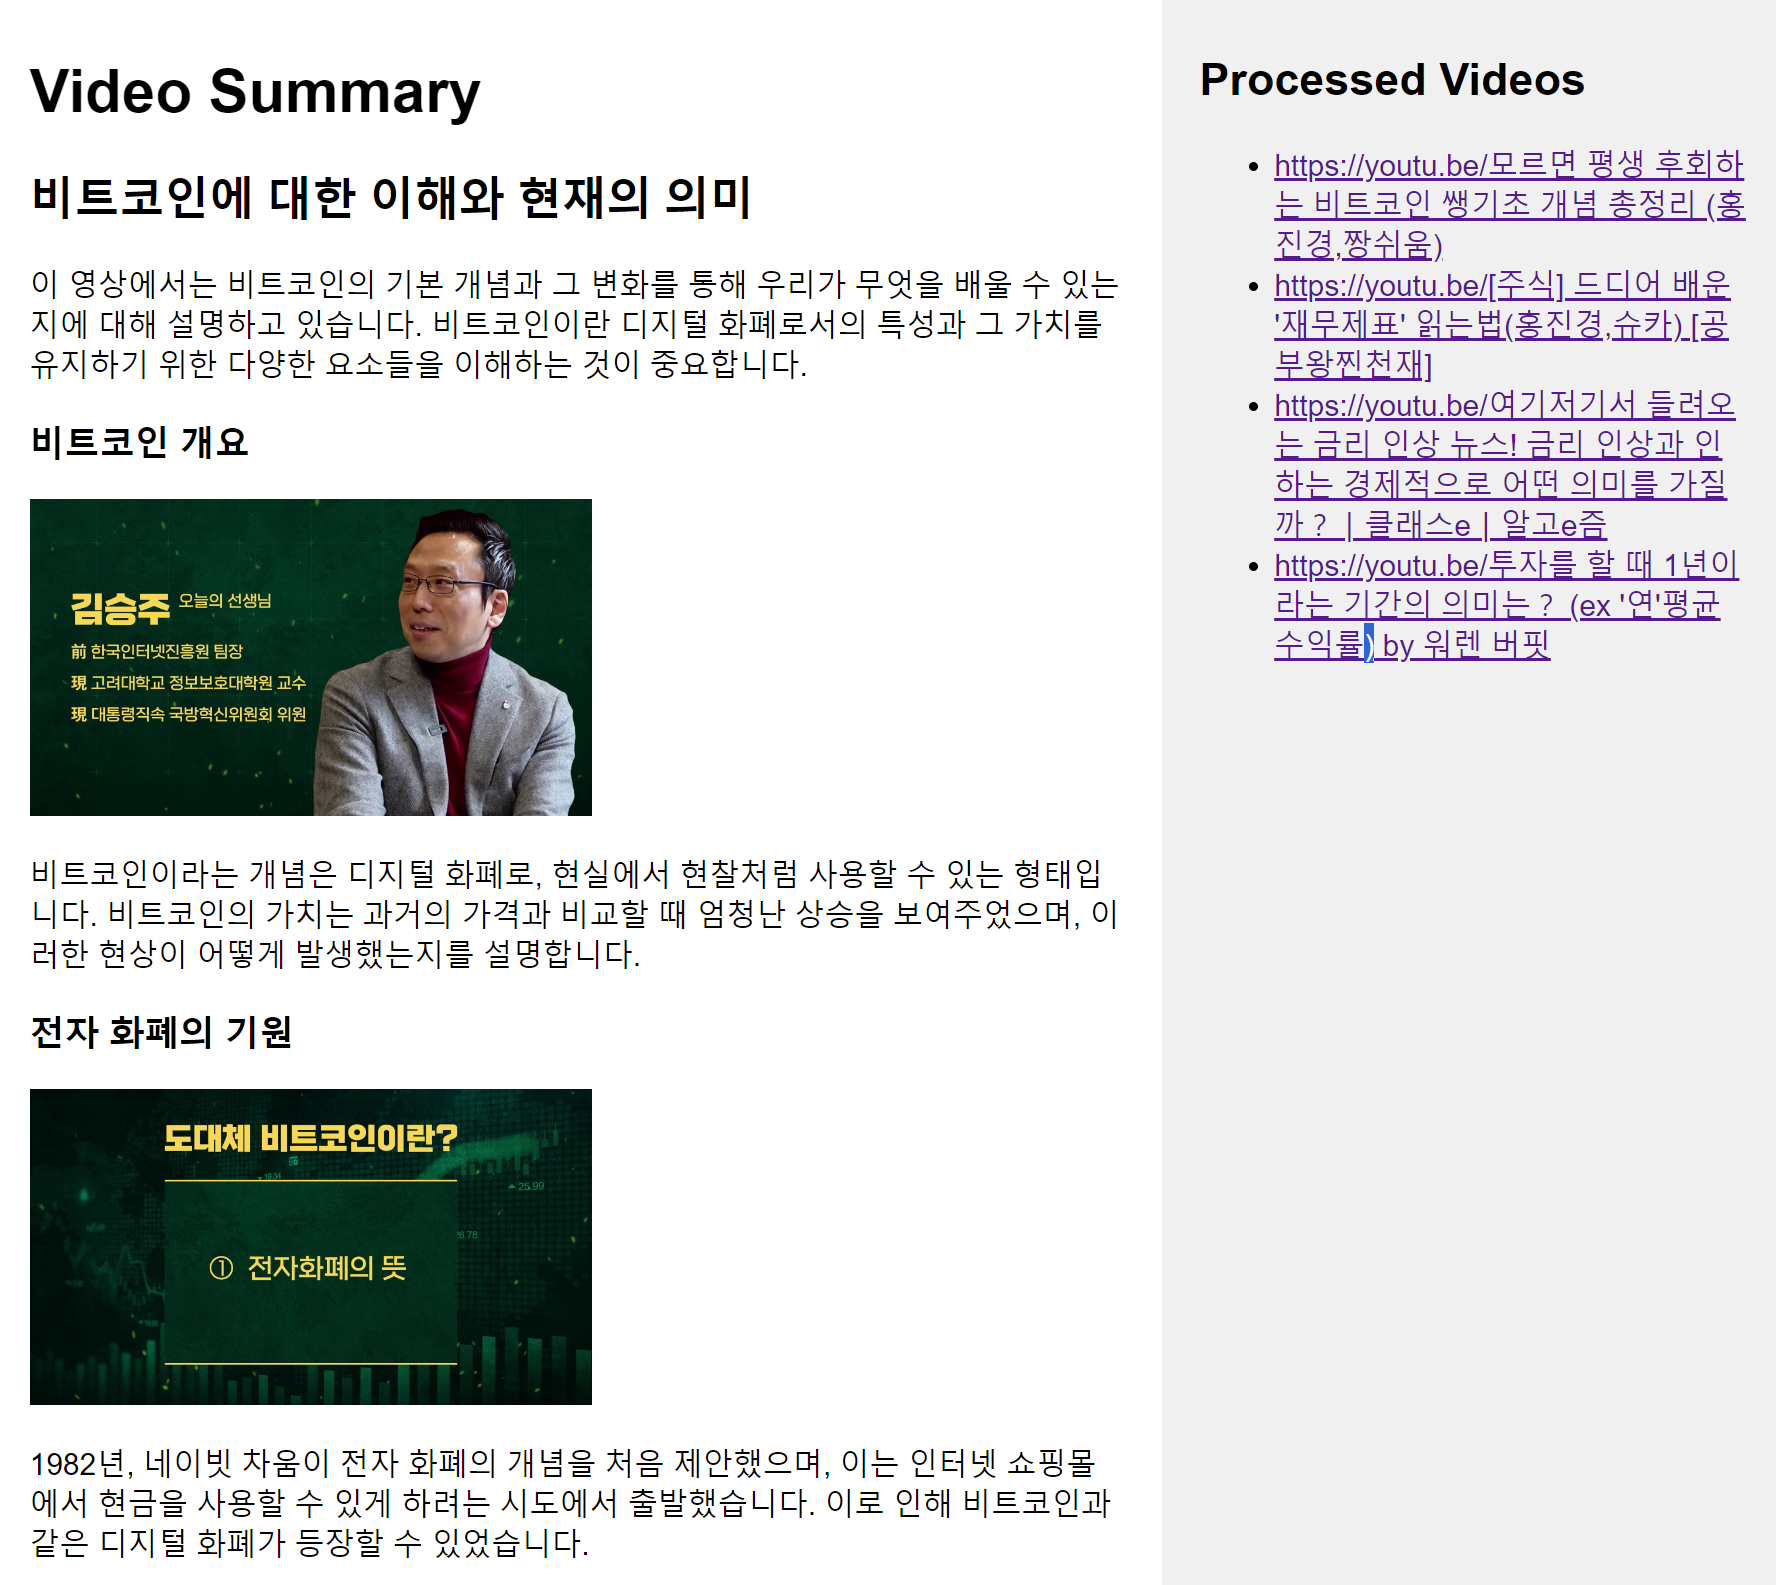 Video Summary
비트코인에 대한 이해와 현재의 의미
이 영상에서는 비트코인의 기본 개념과 그 변화를 통해 우리가 무엇을 배울 수 있는
지에 대해 설명하고 있습니다. 비트코인이란 디지털 화폐로서의 특성과 그 가치를
유지하기 위한 다양한 요소들을 이해하는 것이 중요합니다.
비트코인 개요
김승주 오늘의 선생님
前 한국인터넷진흥원 팀장
現 고려대학교 정보보호대학원 교수
現 대통령직속 국방혁신위원회 위원
비트코인이라는 개념은 디지털 화폐로, 현실에서 현찰처럼 사용할 수 있는 형태입
니다. 비트코인의 가치는 과거의 가격과 비교할 때 엄청난 상승을 보여주었으며, 이
러한 현상이 어떻게 발생했는지를 설명합니다.
전자 화폐의 기원
도대체 비트코인이란?
19.34
25.99
26.78
① 전자화폐의 뜻
1982년, 네이빗 차움이 전자 화폐의 개념을 처음 제안했으며, 이는 인터넷 쇼핑몰
에서 현금을 사용할 수 있게 하려는 시도에서 출발했습니다. 이로 인해 비트코인과
같은 디지털 화폐가 등장할 수 있었습니다.
Processed Videos
https://youtu.be/모르면 평생 후회하
는 비트코인 쌩기초 개념 총정리 (홍
진경,짱쉬움)
https://youtu.be/[주식] 드디어 배운
'재무제표' 읽는법(홍진경,슈카) [공
부왕찐천재]
https://youtu.be/여기저기서 들려오
는 금리 인상 뉴스! 금리 인상과 인
하는 경제적으로 어떤 의미를 가질
까？ | 클래스e | 알고e즘
https://youtu.be/투자를 할 때 1년이
라는 기간의 의미는？ (ex '연'평균
수익률) by 워렌 버핏